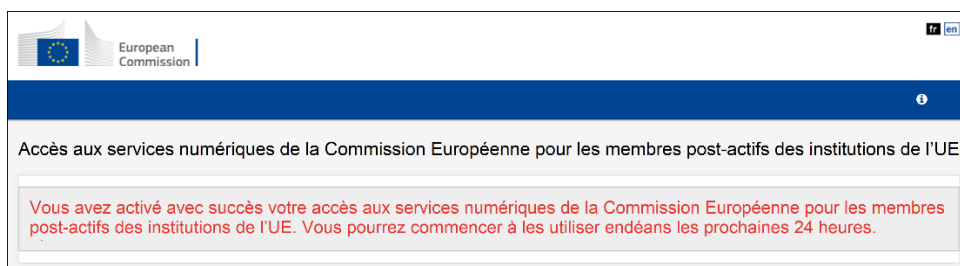 European
Commission
fr en
Accès aux services numériques de la Commission Européenne pour les membres post-actifs des institutions de l'UE
Vous avez activé avec succès votre accès aux services numériques de la Commission Européenne pour les membres
post-actifs des institutions de l'UE. Vous pourrez commencer à les utiliser endéans les prochaines 24 heures.